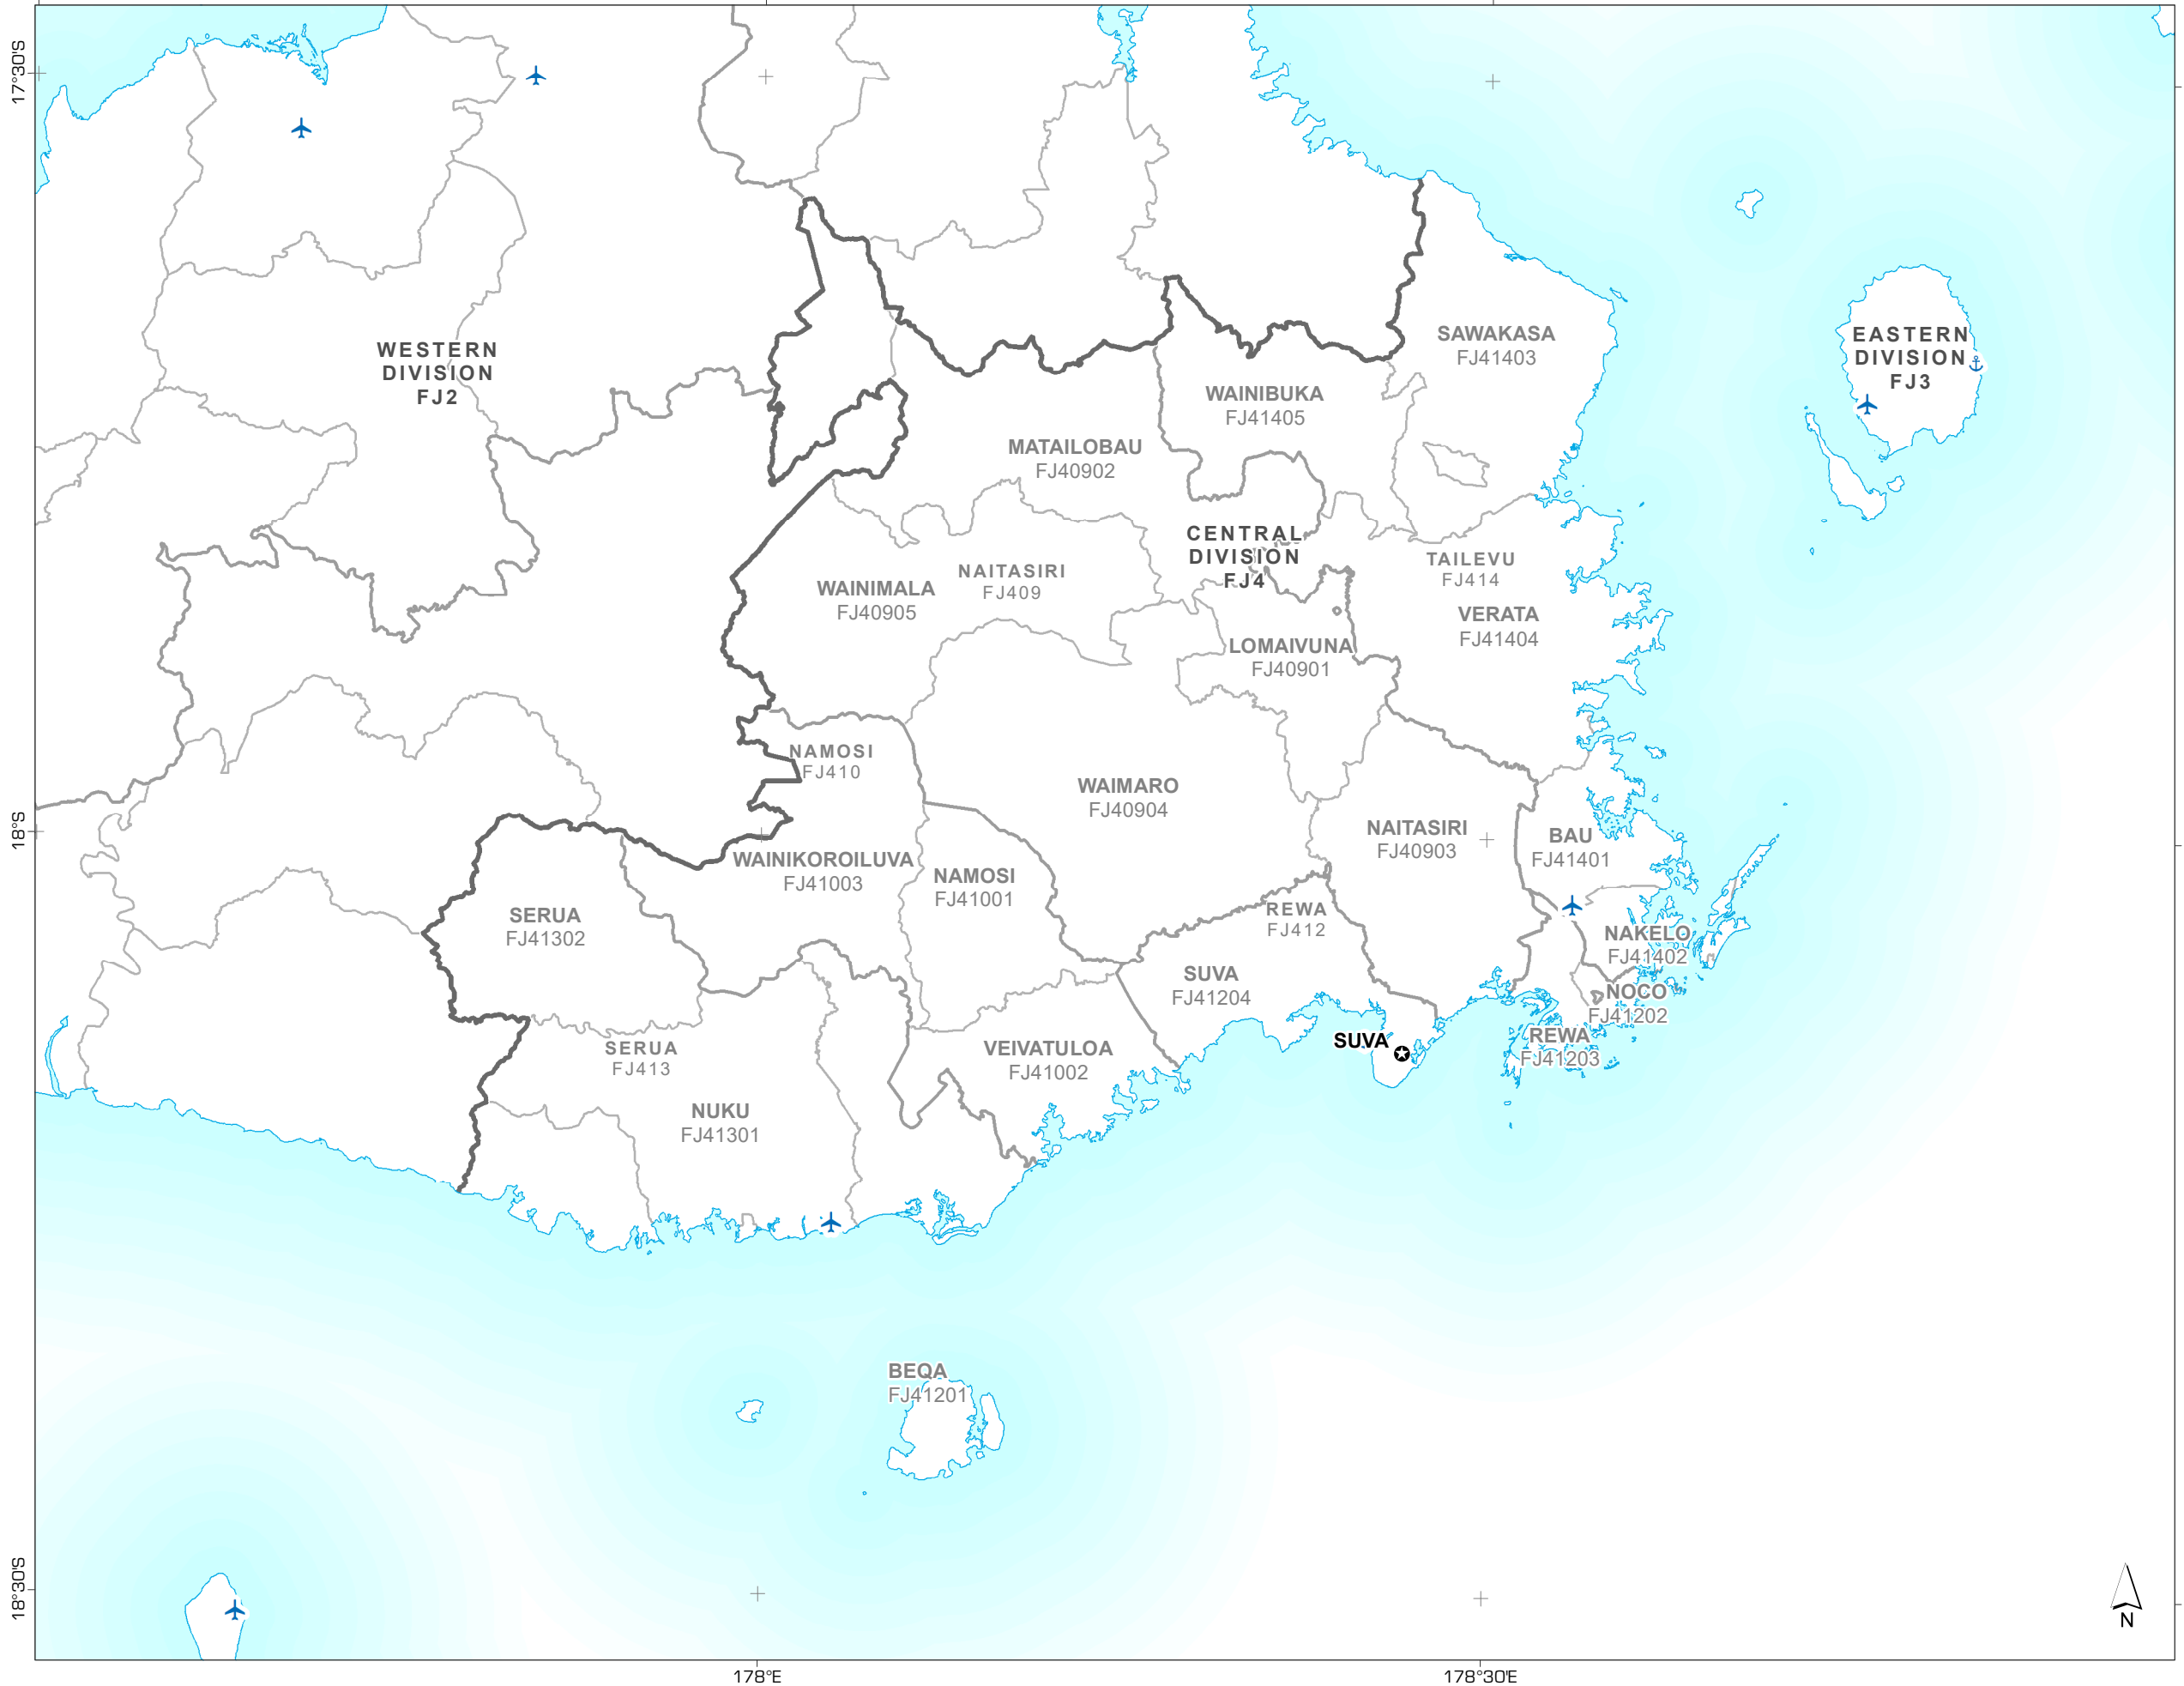 17°30'S
18°S
18°30'S
178°E
178°30'E
WESTERN
DIVISION
FJ2
EASTERN
DIVISION
FJ3
SAWAKASA
FJ41403
WAINIBUKA
FJ41405
MATAILOBAU
FJ40902
CENTRAL
DIVISION
FJ4
TAILEVU
FJ414
NAITASIRI
FJ409
WAINIMALA
FJ40905
VERATA
FJ41404
LOMAIVUNA
FJ40901
NAMOSI
FJ410
WAIMARO
FJ40904
NAITASIRI
FJ40903
BAU
FJ41401
WAINIKOROILUVA
FJ41003
NAMOSI
FJ41001
SERUA
FJ41302
REWA
FJ412
NAKELO
FJ41402
SUVA
FJ41204
NOCO
FJ41202
REWA
FJ41203
SUVA
SERUA
FJ413
VEIVATULOA
FJ41002
NUKU
FJ41301
BEQA
FJ41201
N